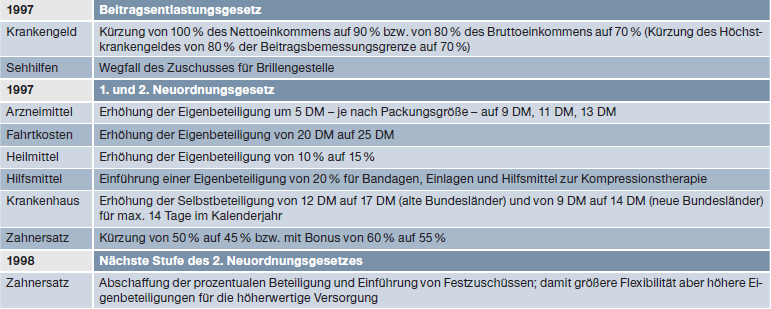 1997 Beitragsentlastungsgesetz
Krankengeld Kürzung von 100 % des Nettoeinkommens auf 90 % bzw. von 80 % des Bruttoeinkommens auf 70 % (Kürzung des Höchst-
krankengeldes von 80 % der Beitragsbemessungsgrenze auf 70 %)
Sehhilfen Wegfall des Zuschusses für Brillengestelle
1997 1. und 2. Neuordnungsgesetz
Arzneimittel Erhöhung der Eigenbeteiligung um 5 DM – je nach Packungsgröße – auf 9 DM, 11 DM, 13 DM
Fahrtkosten Erhöhung der Eigenbeteiligung von 20 DM auf 25 DM
Heilmittel Erhöhung der Eigenbeteiligung von 10 % auf 15 %
Hilfsmittel Einführung einer Eigenbeteiligung von 20 % für Bandagen, Einlagen und Hilfsmittel zur Kompressionstherapie
Krankenhaus Erhöhung der Selbstbeteiligung von 12 DM auf 17 DM (alte Bundesländer) und von 9 DM auf 14 DM (neue Bundesländer)
für max. 14 Tage im Kalenderjahr
Zahnersatz Kürzung von 50 % auf 45 % bzw. mit Bonus von 60 % auf 55 %
1998 Nächste Stufe des 2. Neuordnungsgesetzes
Zahnersatz Abschaffung der prozentualen Beteiligung und Einführung von Festzuschüssen; damit größere Flexibilität aber höhere Ei-
genbeteiligungen für die höherwertige Versorgung